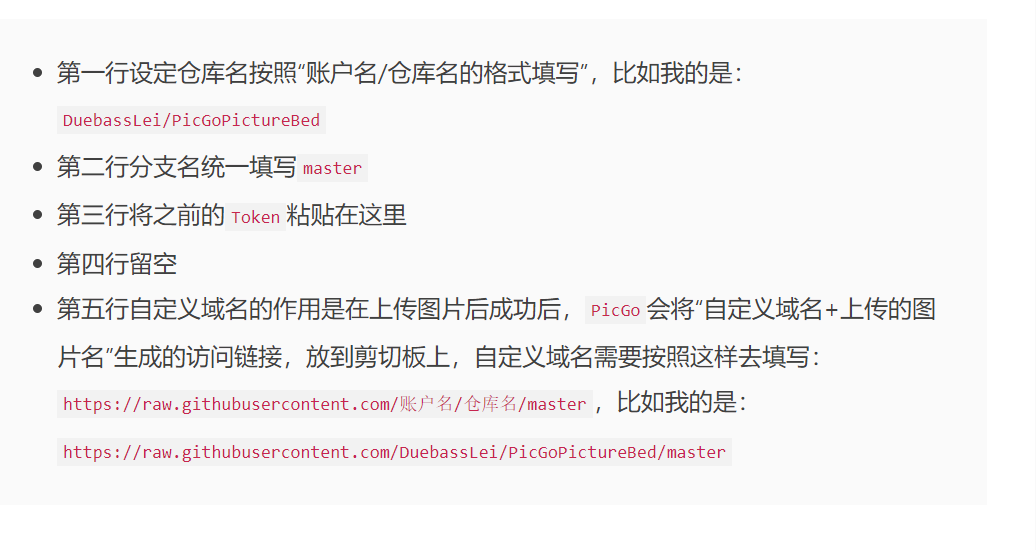 第一行设定仓库名按照“账户名/仓库名的格式填写”，比如我的是：
DuebassLei/PicGoPictureBed
第二行分支名统一填写 master
第三行将之前的 Token 粘贴在这里
第四行留空
第五行自定义域名的作用是在上传图片后成功后， PicGo 会将“自定义域名+上传的图
片名”生成的访问链接，放到剪切板上，自定义域名需要按照这样去填写：
https://raw.githubusercontent.com/账户名/仓库名/master ，比如我的是：
https://raw.githubusercontent.com/DuebassLei/PicGoPictureBed/master